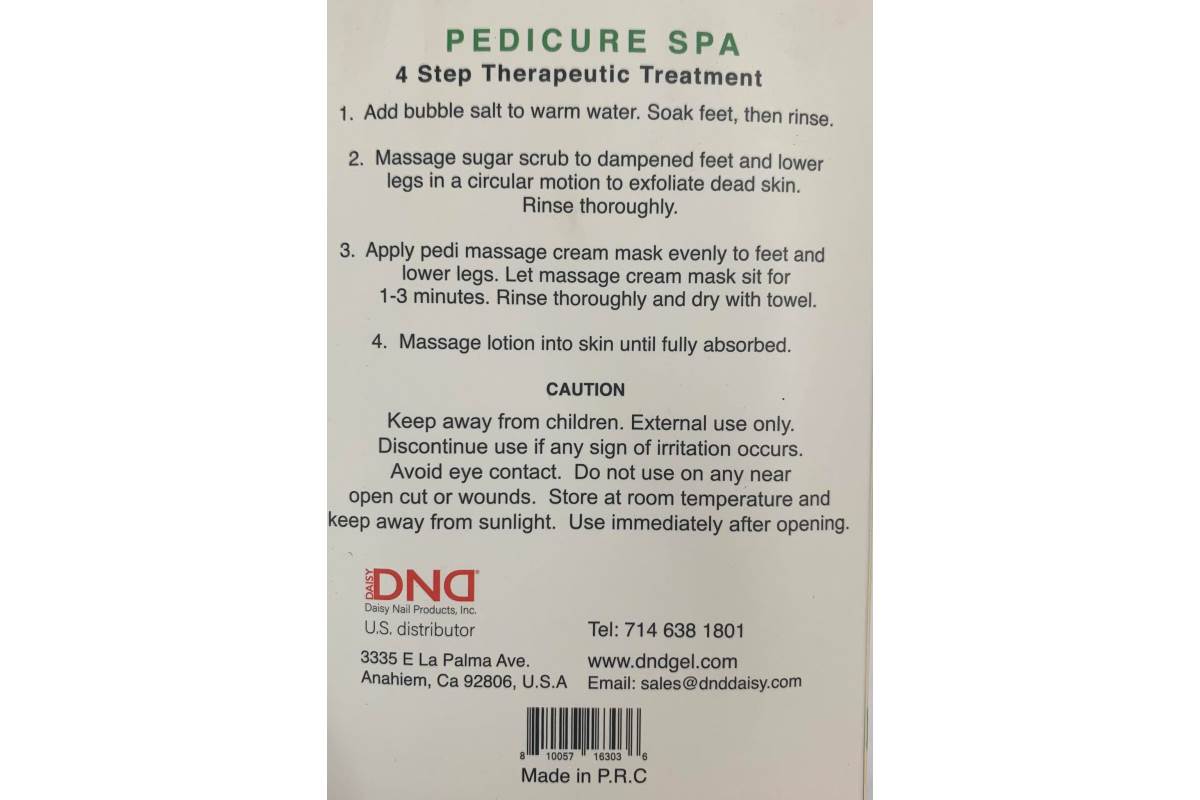 PEDICURE SPA
4 Step Therapeutic Treatment
1. Add bubble salt to warm water. Soak feet, then rinse.
2. Massage sugar scrub to dampened feet and lower
legs in a circular motion to exfoliate dead skin.
Rinse thoroughly.
3. Apply pedi massage cream mask evenly to feet and
lower legs. Let massage cream mask sit for
1-3 minutes. Rinse thoroughly and dry with towel.
4. Massage lotion into skin until fully absorbed.
CAUTION
Keep away from children. External use only.
Discontinue use if any sign of irritation occurs.
Avoid eye contact. Do not use on any near
open cut or wounds. Store at room temperature and
keep away from sunlight. Use immediately after opening.
DAISY DND®
Daisy Nail Products, Inc.
U.S. distributor
Tel: 714 638 1801
3335 E La Palma Ave.
www.dndgel.com
Anahiem, Ca 92806, U.S.A
Email: sales@dnddaisy.com
8 10057 16303 6
Made in P.R.C